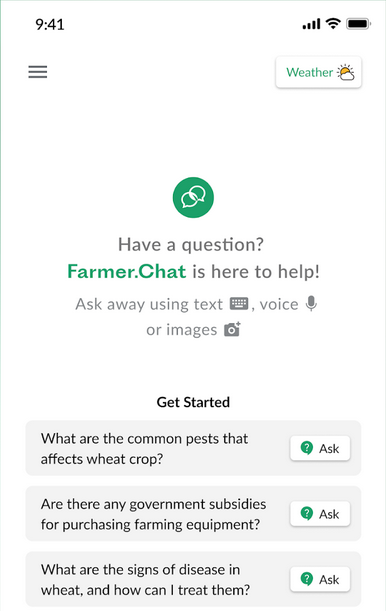 9:41
Weather
Have a question?
Farmer.Chat is here to help!
Ask away using text , voice
or images
Get Started
What are the common pests that
affects wheat crop?
Ask
Are there any government subsidies
for purchasing farming equipment?
Ask
What are the signs of disease in
wheat, and how can I treat them?
Ask